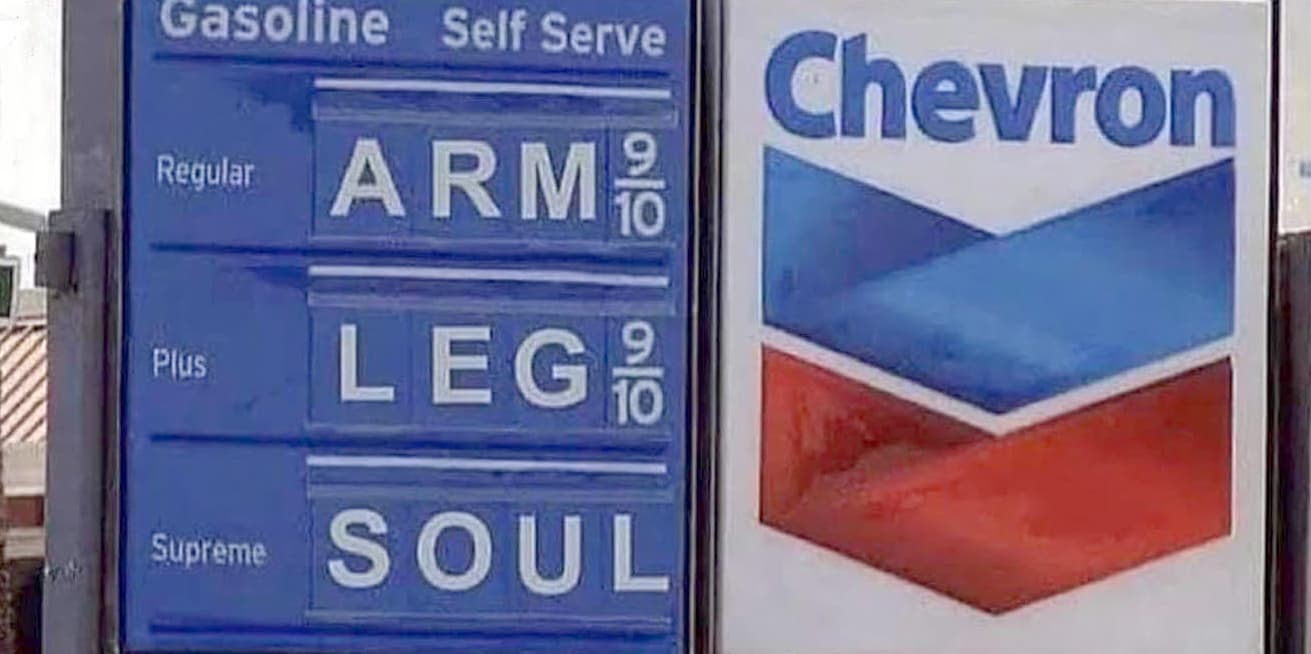 Gasoline Self Serve
Regular ARM 9/10
Plus LEG 9/10
Supreme SOUL
Chevron